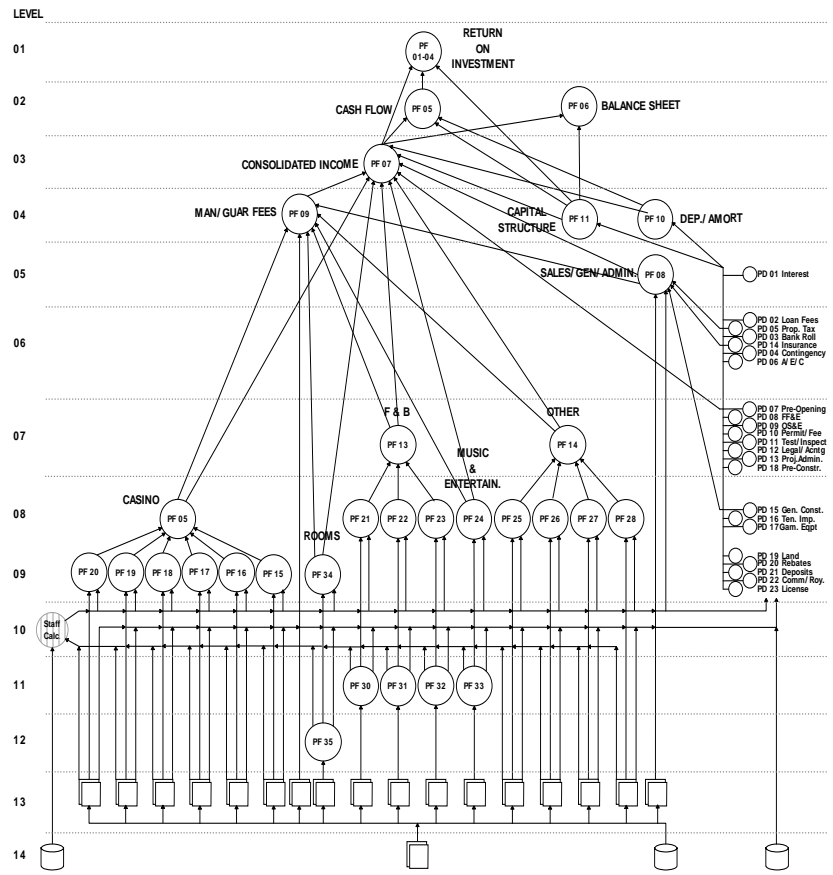 LEVEL
01
PF
01-04
RETURN
ON
INVESTMENT
02
CASH FLOW
PF 05
PF 06
BALANCE SHEET
03
CONSOLIDATED INCOME
PF 07
04
MAN/ GUAR FEES
PF 09
CAPITAL
STRUCTURE
PF 11
PF 10
DEP./ AMORT
05
SALES/ GEN/ ADMIN.
PF 08
PD 01 Interest
06
PD 02 Loan Fees
PD 05 Prop. Tax
PD 03 Bank Roll
PD 14 Insurance
PD 04 Contingency
PD 06 A/ E/ C
07
F & B
PF 13
OTHER
PF 14
PD 07 Pre-Opening
PD 08 FF&E
PD 09 OS&E
PD 10 Permit/ Fee
PD 11 Test/ Inspect
PD 12 Legal/ Acntg
PD 13 Proj.Admin.
PD 18 Pre-Constr.
MUSIC
&
ENTERTAIN.
08
CASINO
PF 05
PF 21
PF 22
PF 23
PF 24
PF 25
PF 26
PF 27
PF 28
PD 15 Gen. Const.
PD 16 Ten. Imp.
PD 17 Gam. Eqpt
ROOMS
09
PF 20
PF 19
PF 18
PF 17
PF 16
PF 15
PF 34
PD 19 Land
PD 20 Rebates
PD 21 Deposits
PD 22 Comm/ Roy.
PD 23 License
10
Staff
Calc
11
PF 30
PF 31
PF 32
PF 33
12
PF 35
13
14